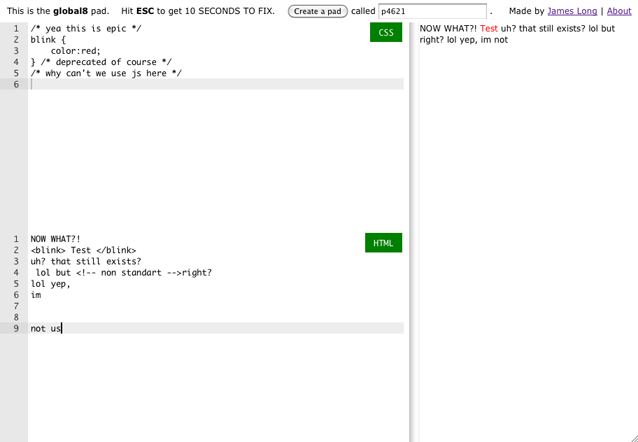 This is the global8 pad. Hit ESC to get 10 SECONDS TO FIX. Create a pad called p4621 . Made by James Long | About
1 /* yea this is epic */
2 blink {
3 color:red;
4 } /* deprecated of course */
5 /* why can't we use js here */
6
CSS
1 NOW WHAT?!
2 <blink> Test </blink>
3 uh? that still exists?
4 lol but <!-- non standart -->right?
5 lol yep,
6 im
7
8
9 not us
HTML
NOW WHAT?! Test uh? that still exists? lol but
right? lol yep, im not